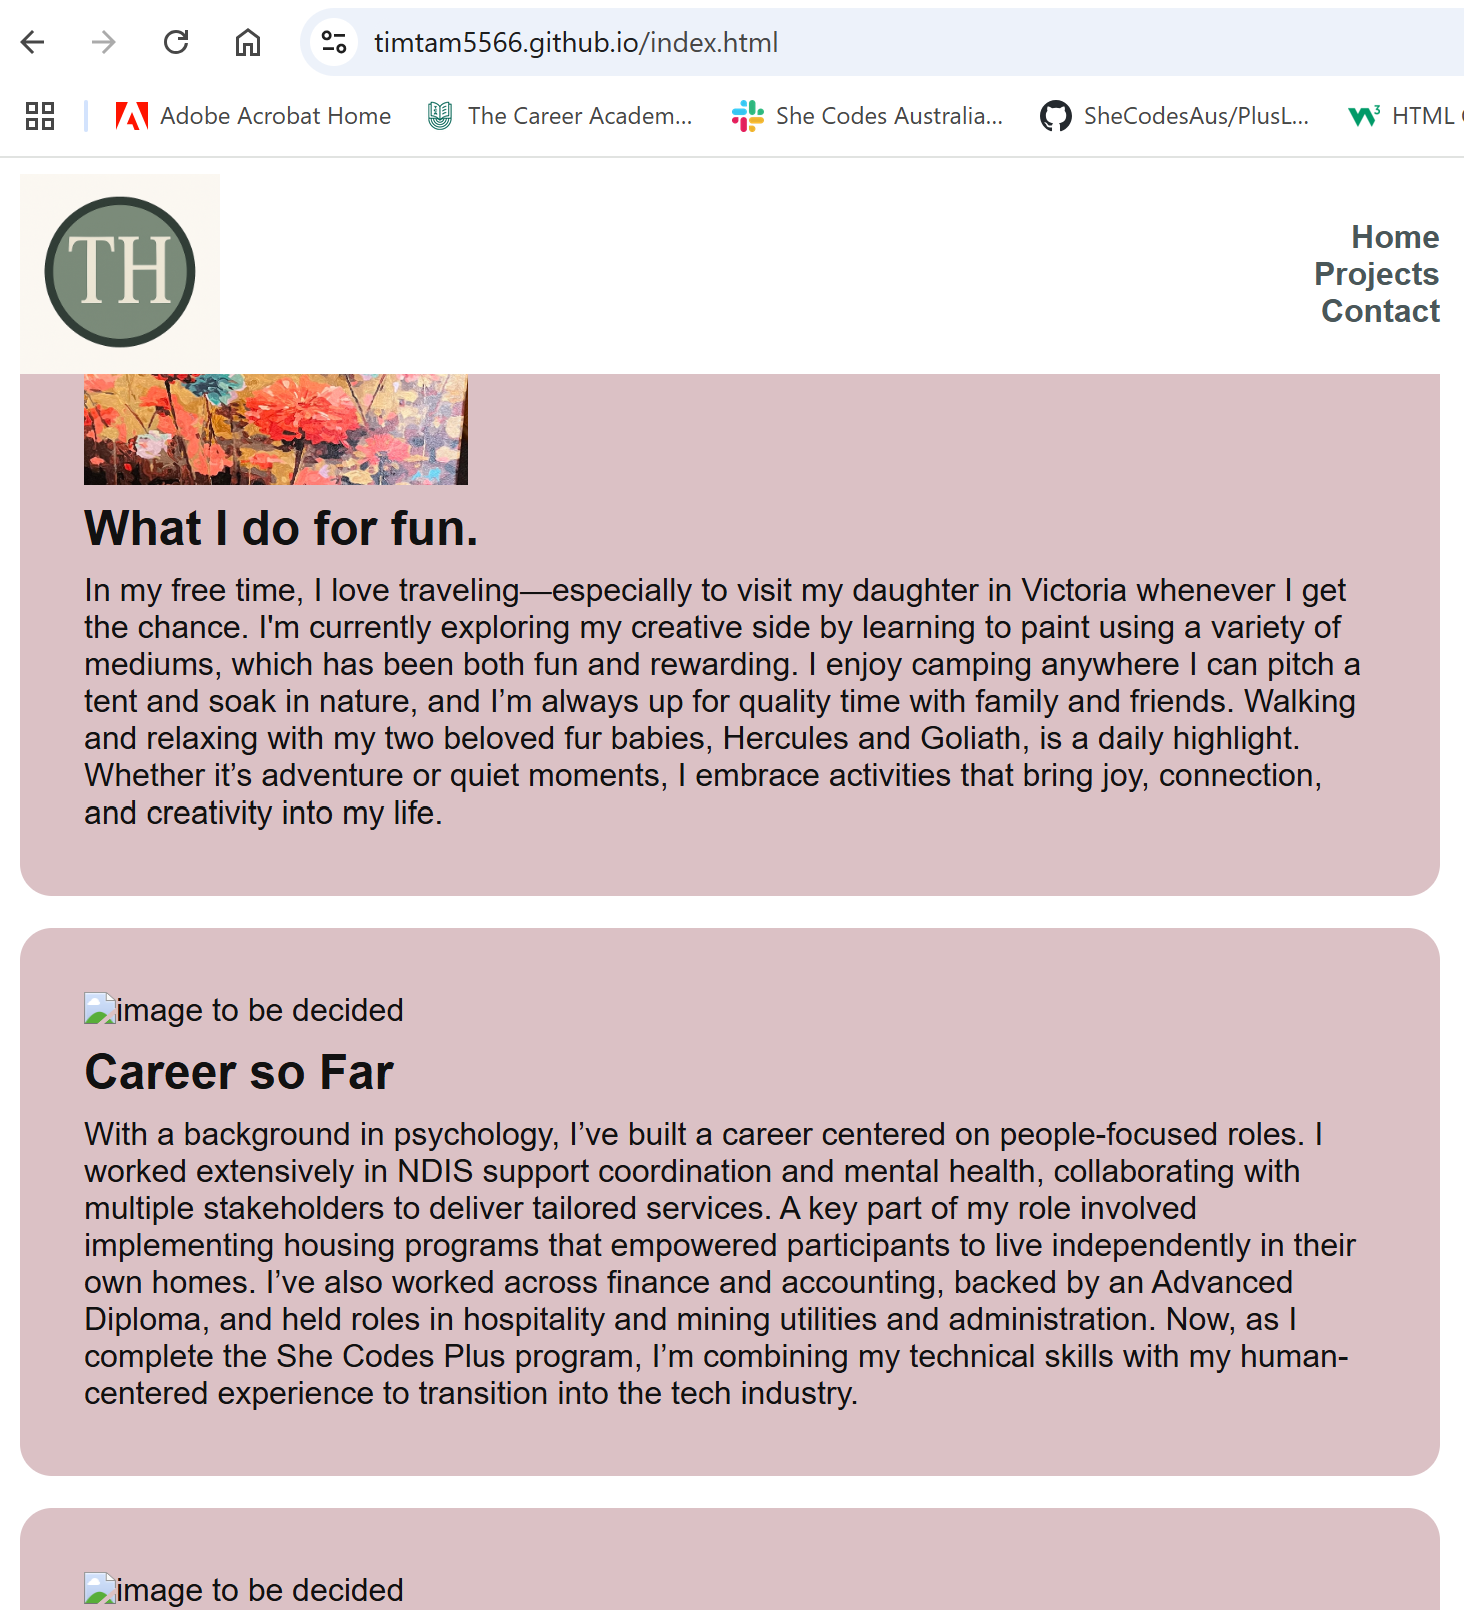 timtam5566.github.io/index.html
Adobe Acrobat Home
The Career Academ...
She Codes Australia...
SheCodesAus/PlusL...
HTML
TH
Home
Projects
Contact
What I do for fun.
In my free time, I love traveling—especially to visit my daughter in Victoria whenever I get
the chance. I'm currently exploring my creative side by learning to paint using a variety of
mediums, which has been both fun and rewarding. I enjoy camping anywhere I can pitch a
tent and soak in nature, and I’m always up for quality time with family and friends. Walking
and relaxing with my two beloved fur babies, Hercules and Goliath, is a daily highlight.
Whether it’s adventure or quiet moments, I embrace activities that bring joy, connection,
and creativity into my life.
image to be decided
Career so Far
With a background in psychology, I’ve built a career centered on people-focused roles. I
worked extensively in NDIS support coordination and mental health, collaborating with
multiple stakeholders to deliver tailored services. A key part of my role involved
implementing housing programs that empowered participants to live independently in their
own homes. I’ve also worked across finance and accounting, backed by an Advanced
Diploma, and held roles in hospitality and mining utilities and administration. Now, as I
complete the She Codes Plus program, I’m combining my technical skills with my human-
centered experience to transition into the tech industry.
image to be decided